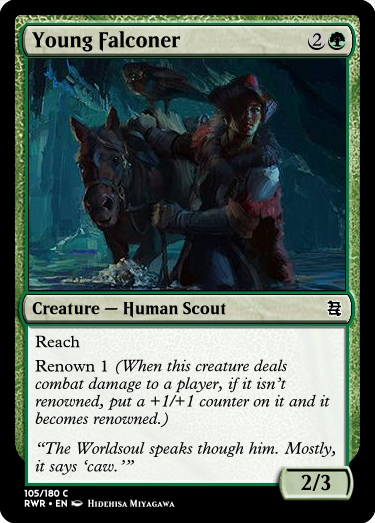 Young Falconer 2
Creature — Human Scout
Reach
Renown 1 (When this creature deals
combat damage to a player, if it isn't
renowned, put a +1/+1 counter on it and it
becomes renowned.)
“The Worldsoul speaks though him. Mostly,
it says ‘caw.’”
2/3
105/180 C
RWR • EN Hidehisa Miyagawa